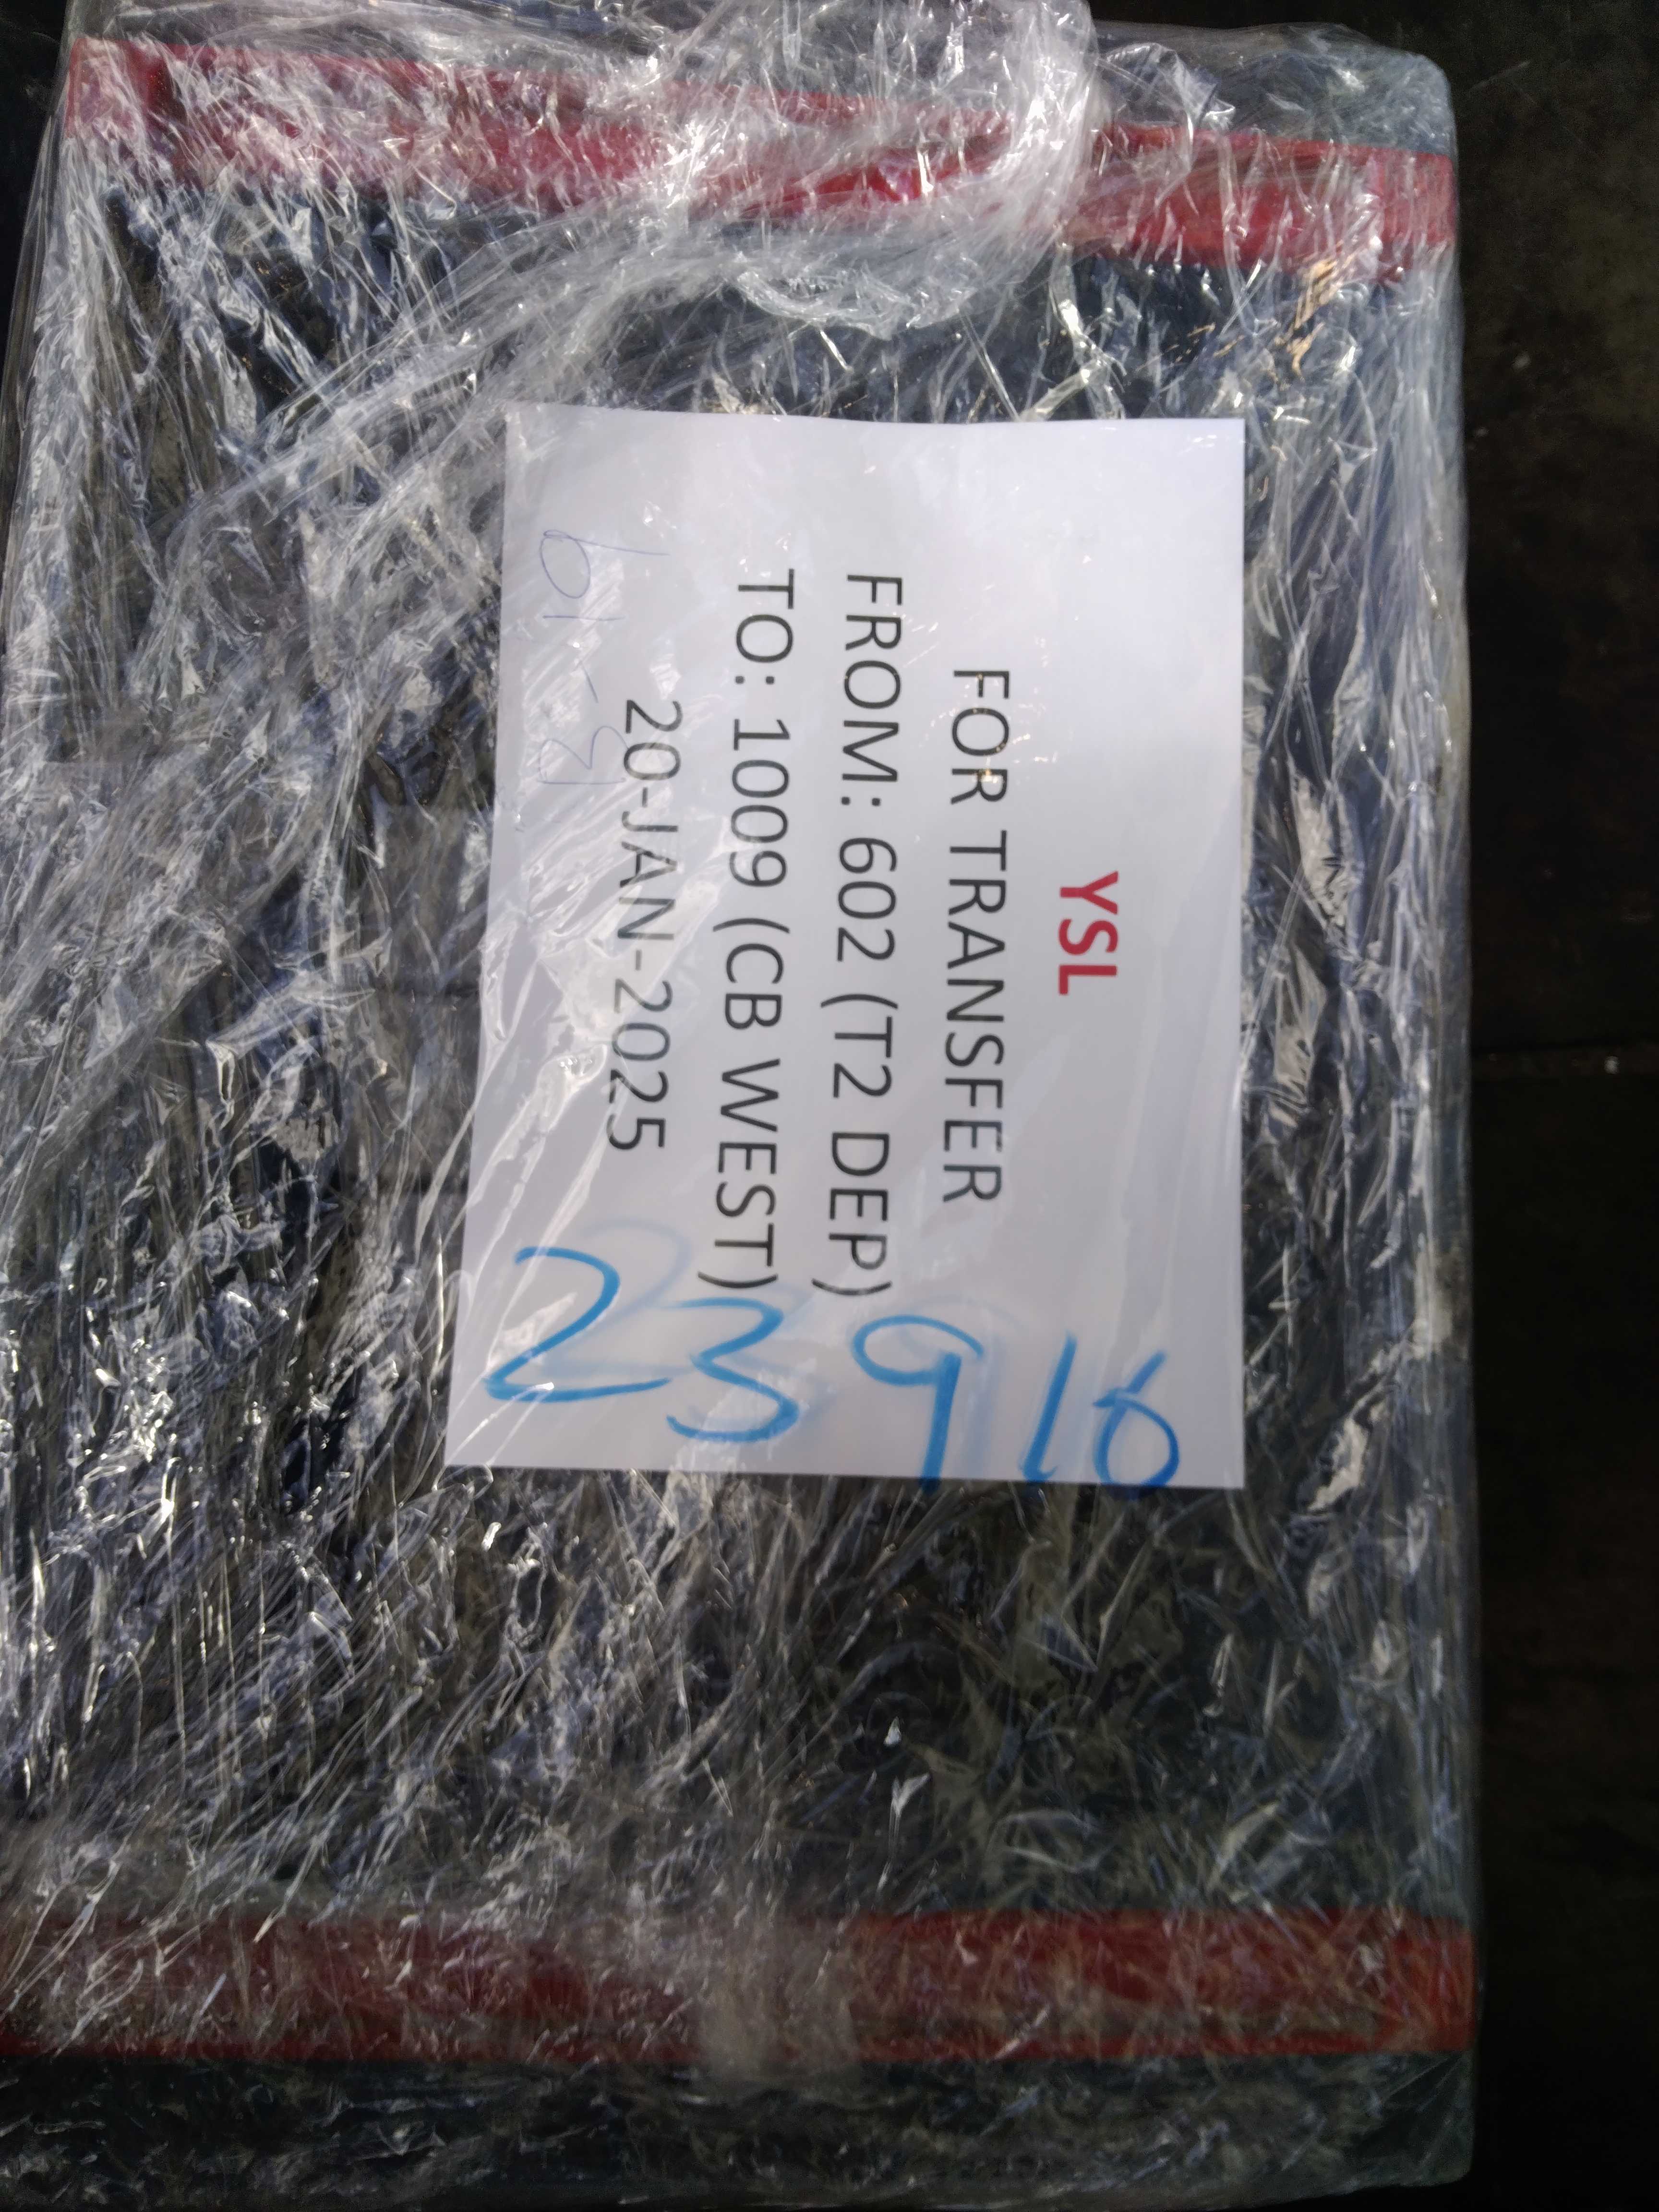 YSL
FOR TRANSFER
FROM: 602 (T2 DEP)
TO: 1009 (CB WEST)
20-JAN-2025
23916